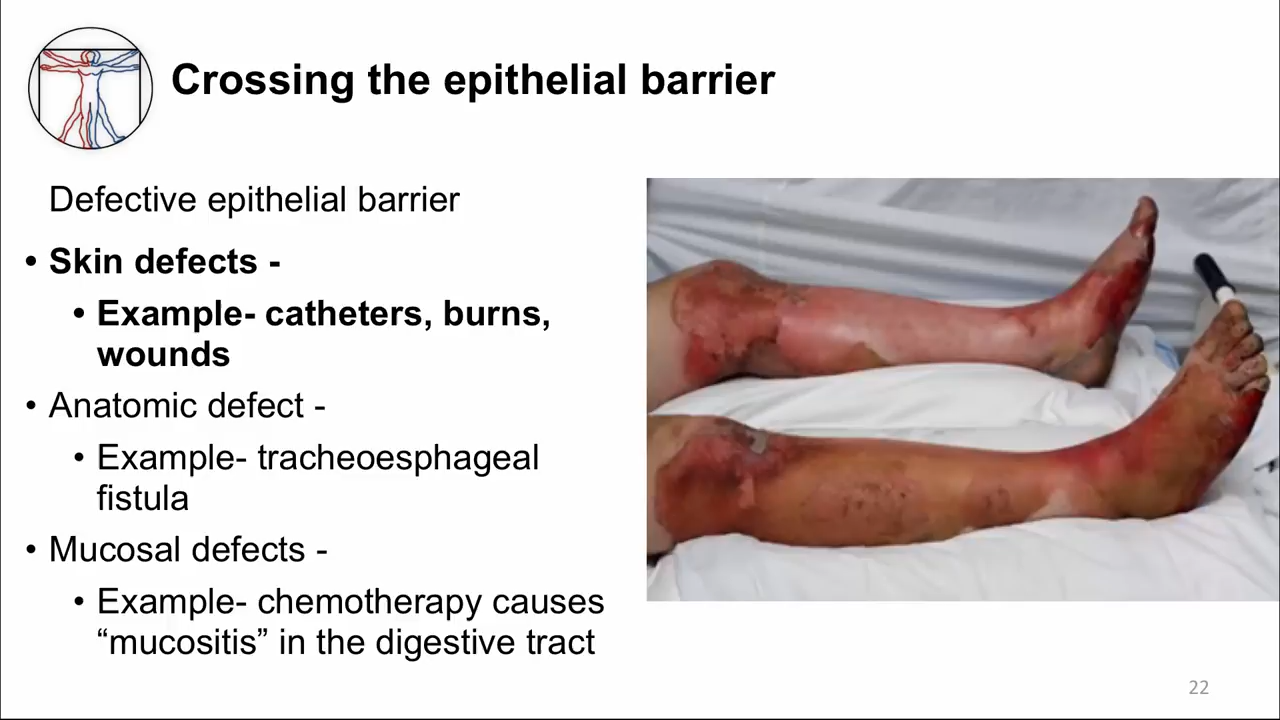 Crossing the epithelial barrier
Defective epithelial barrier
• Skin defects -
• Example- catheters, burns,
wounds
• Anatomic defect -
• Example- tracheoesphageal
fistula
• Mucosal defects -
• Example- chemotherapy causes
“mucositis” in the digestive tract
22